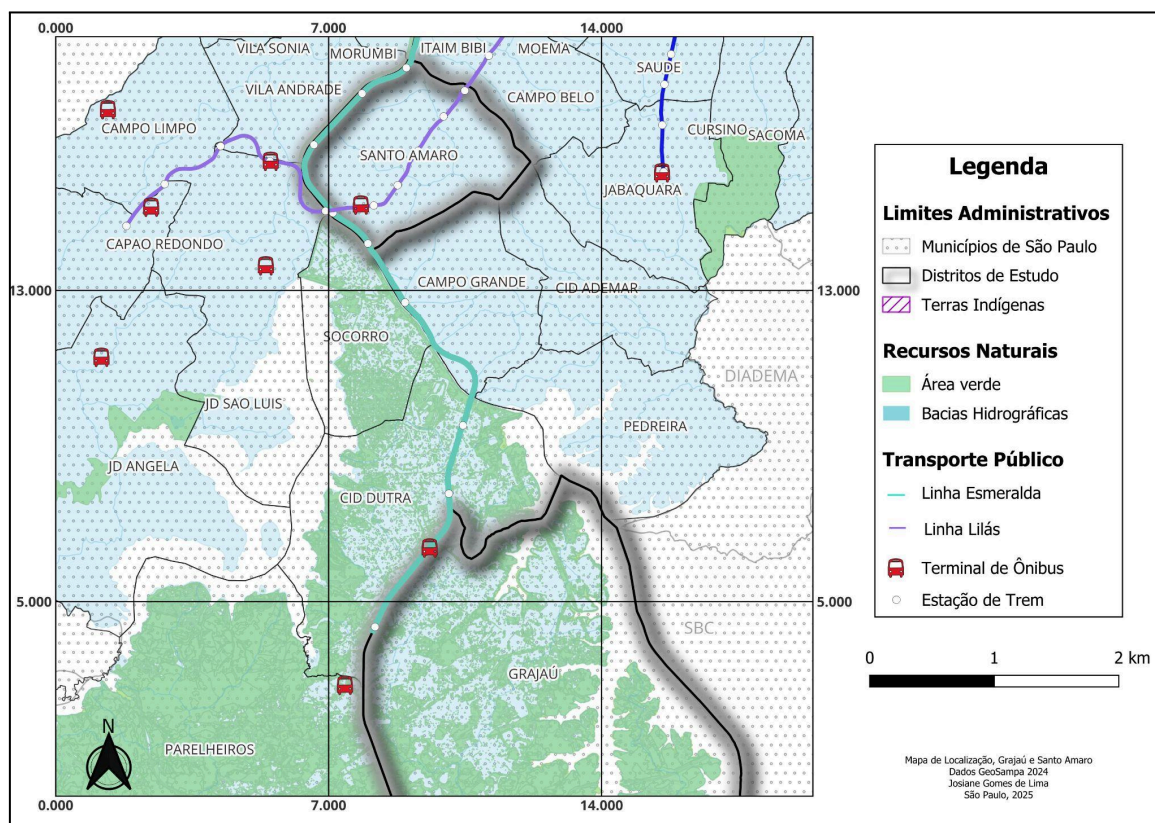 0.000
7.000
14.000
VILA SONIA
MORUMBI
ITAIM BIBI
MOEMA
SAUDE
VILA ANDRADE
CAMPO BELO
CAMPO LIMPO
CURSINO
SACOMA
SANTO AMARO
JABAQUARA
CAPAO REDONDO
CAMPO GRANDE
CID ADEMAR
13.000
13.000
SOCORRO
DIADEMA
JD SAO LUIS
PEDREIRA
JD ANGELA
CID DUTRA
5.000
5.000
SBC
GRAJAÚ
N
PARELHEIROS
0.000
7.000
14.000
Legenda
Limites Administrativos
Municípios de São Paulo
Distritos de Estudo
Terras Indígenas
Recursos Naturais
Área verde
Bacias Hidrográficas
Transporte Público
Linha Esmeralda
Linha Lilás
Terminal de Ônibus
Estação de Trem
0 1 2 km
Mapa de Localização, Grajaú e Santo Amaro
Dados GeoSampa 2024
Josiane Gomes de Lima
São Paulo, 2025